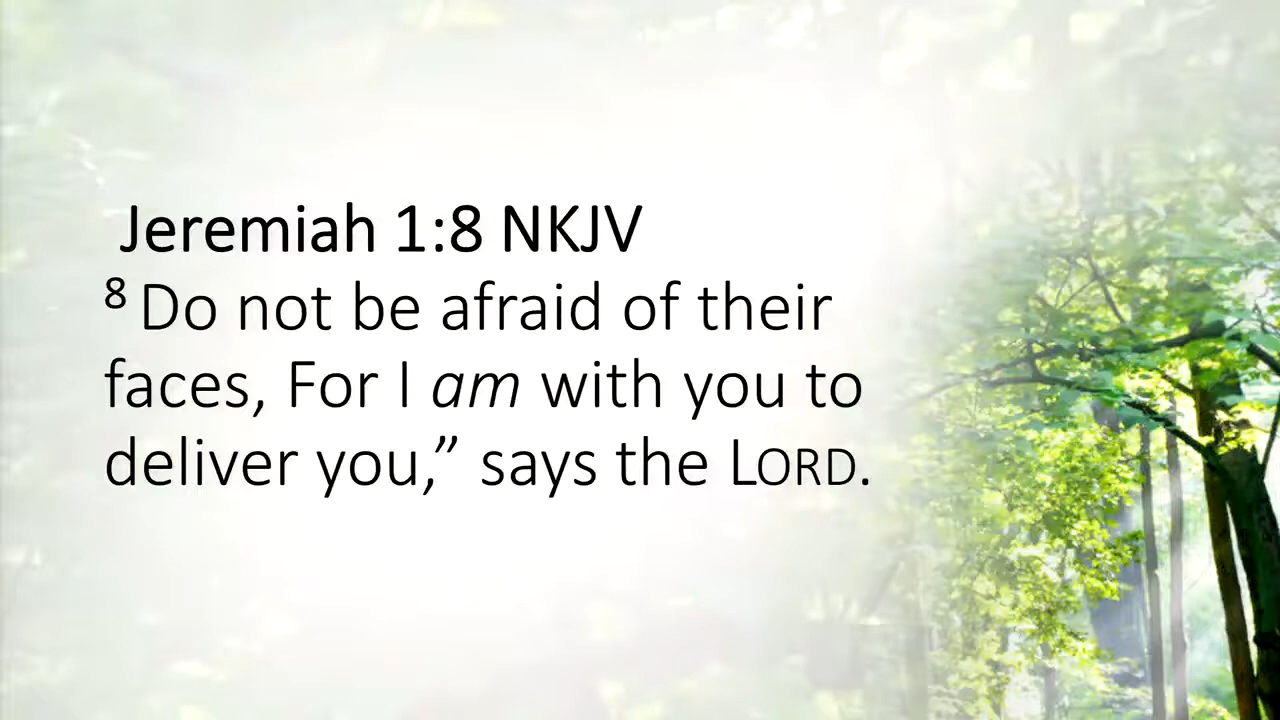 Jeremiah 1:8 NKJV
8 Do not be afraid of their
faces, For I am with you to
deliver you,” says the LORD.